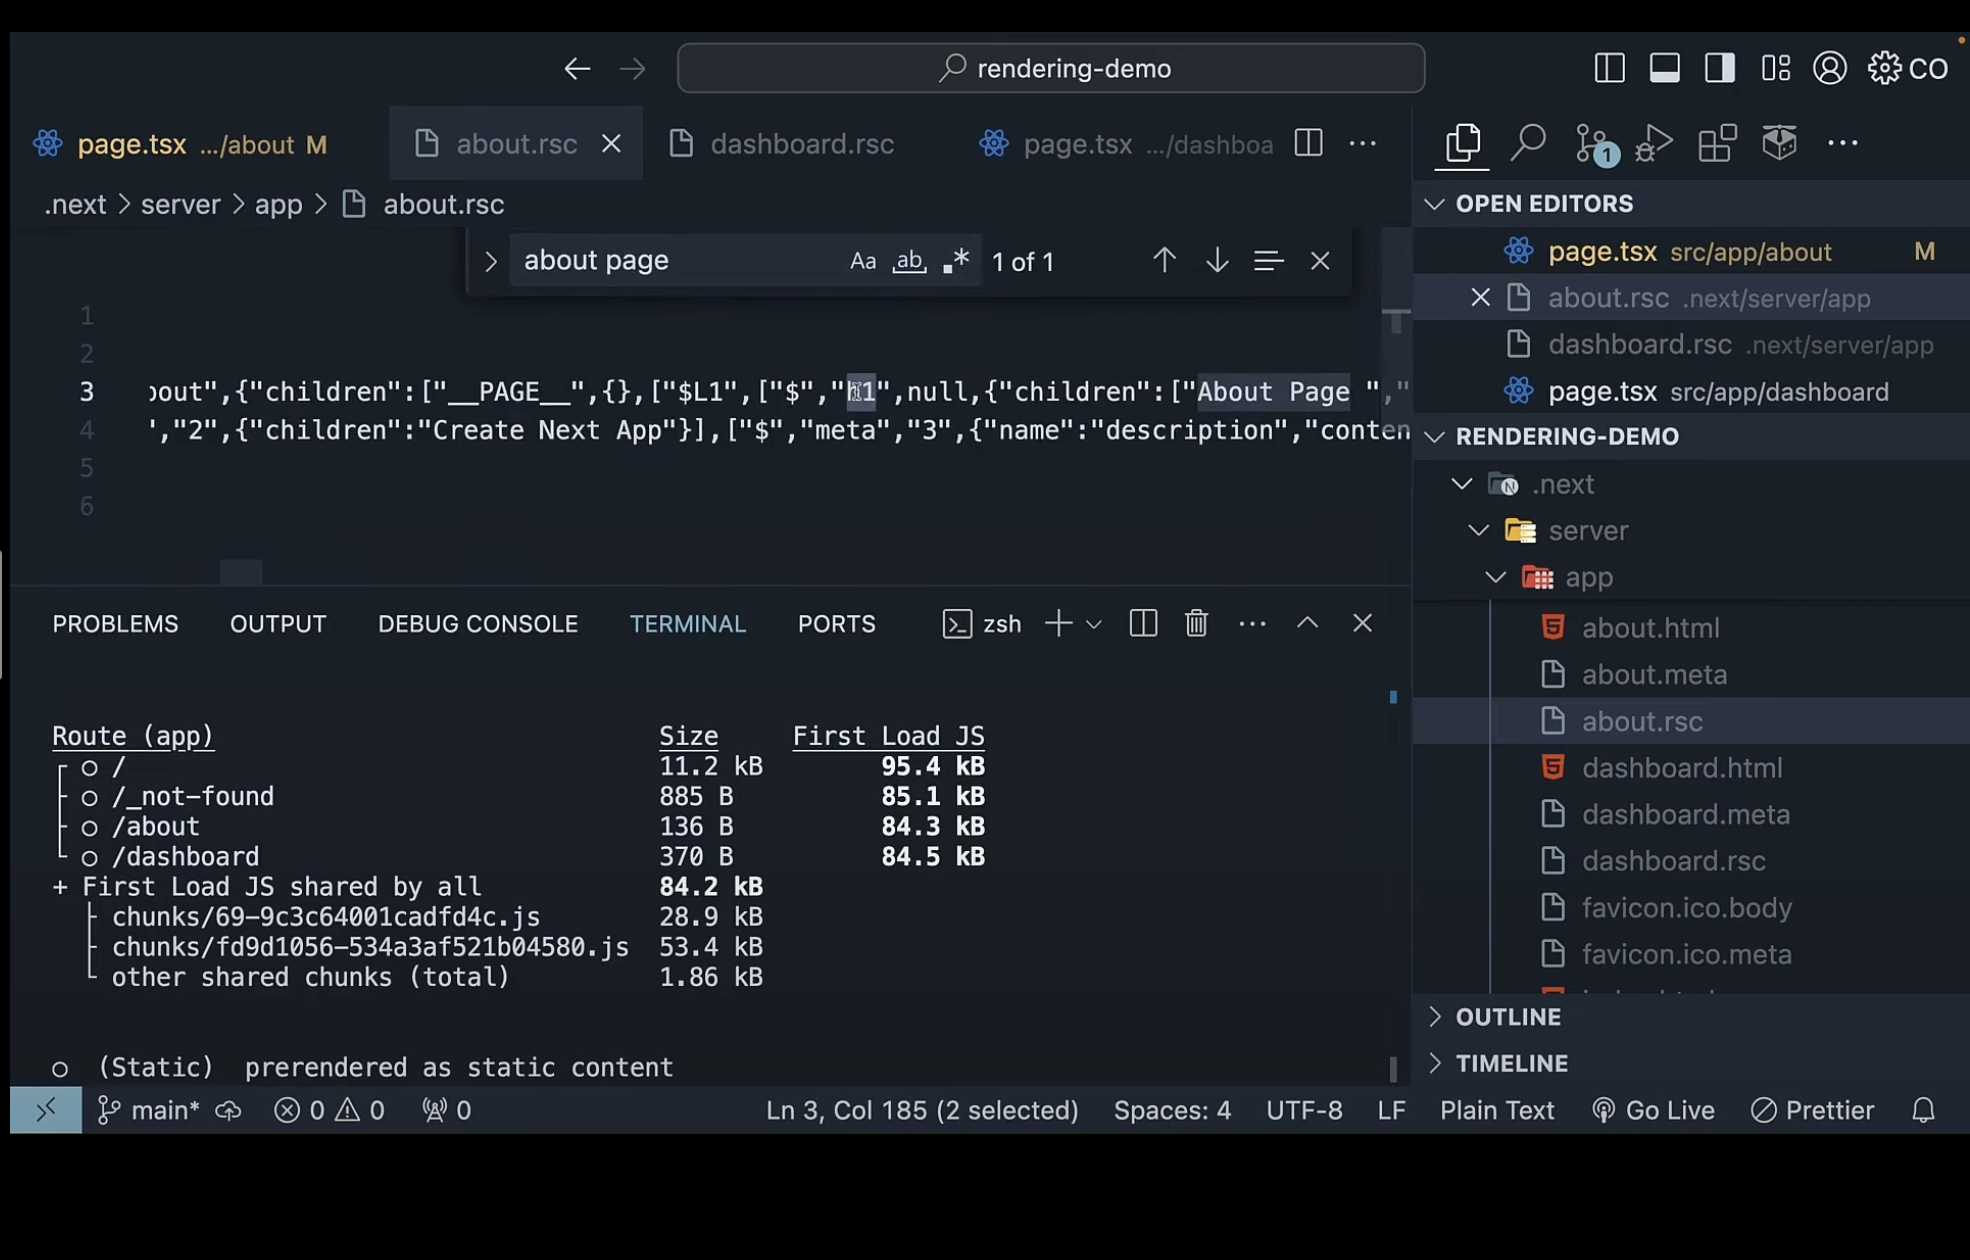 rendering-demo
CO
page.tsx .../about M
about.rsc
dashboard.rsc
page.tsx .../dashboa
1
.next > server > app > about.rsc
about page
Aa ab .* 1 of 1
1
2
3 out",{"children":["__PAGE__",{},["$L1",["$","h1",null,{"children":["About Page ","
4 ","2",{"children":"Create Next App"}],["$","meta","3",{"name":"description","conten
5
6
PROBLEMS OUTPUT DEBUG CONSOLE TERMINAL PORTS zsh
Route (app) Size First Load JS
┌ ○ / 11.2 kB 95.4 kB
├ ○ /_not-found 885 B 85.1 kB
├ ○ /about 136 B 84.3 kB
└ ○ /dashboard 370 B 84.5 kB
+ First Load JS shared by all 84.2 kB
├ chunks/69-9c3c64001cadfd4c.js 28.9 kB
├ chunks/fd9d1056-534a3af521b04580.js 53.4 kB
└ other shared chunks (total) 1.86 kB
○ (Static) prerendered as static content
OPEN EDITORS
page.tsx src/app/about M
about.rsc .next/server/app
dashboard.rsc .next/server/app
page.tsx src/app/dashboard
RENDERING-DEMO
.next
server
app
about.html
about.meta
about.rsc
dashboard.html
dashboard.meta
dashboard.rsc
favicon.ico.body
favicon.ico.meta
OUTLINE
TIMELINE
main* 0 0 0 Ln 3, Col 185 (2 selected) Spaces: 4 UTF-8 LF Plain Text Go Live Prettier